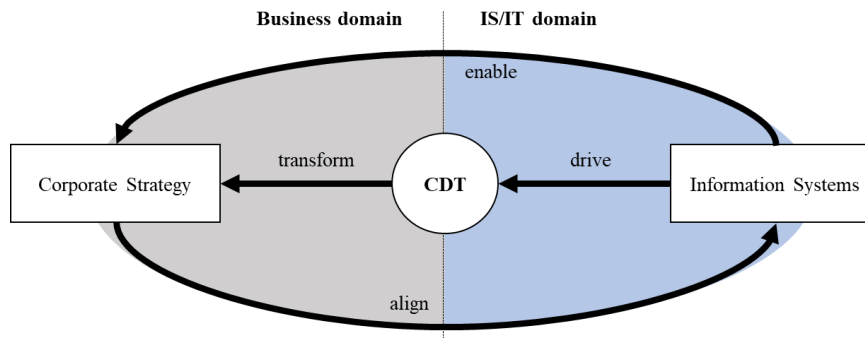 Business domain
IS/IT domain
enable
transform
drive
Corporate Strategy
CDT
Information Systems
align